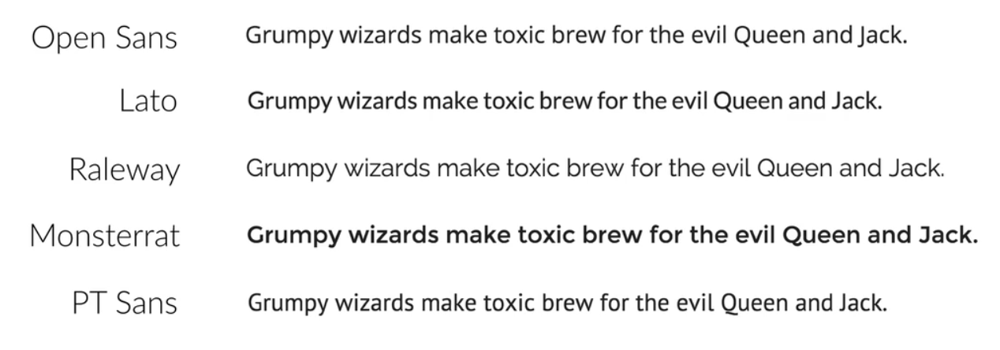 Open Sans Grumpy wizards make toxic brew for the evil Queen and Jack.
Lato Grumpy wizards make toxic brew for the evil Queen and Jack.
Raleway Grumpy wizards make toxic brew for the evil Queen and Jack.
Monsterrat Grumpy wizards make toxic brew for the evil Queen and Jack.
PT Sans Grumpy wizards make toxic brew for the evil Queen and Jack.